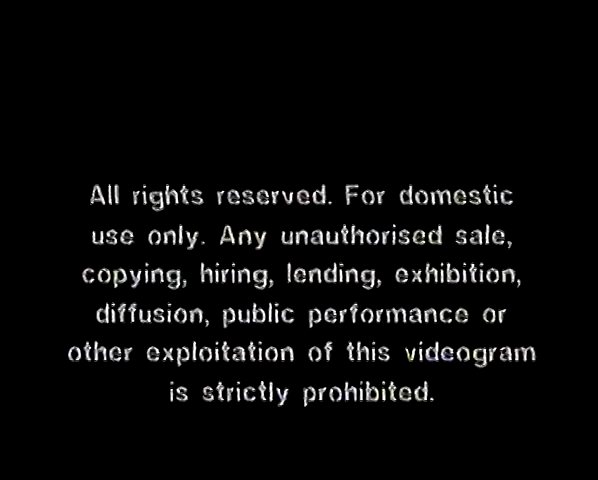 All rights reserved. For domestic
use only. Any unauthorised sale,
copying, hiring, lending, exhibition,
diffusion, public performance or
other exploitation of this videogram
is strictly prohibited.